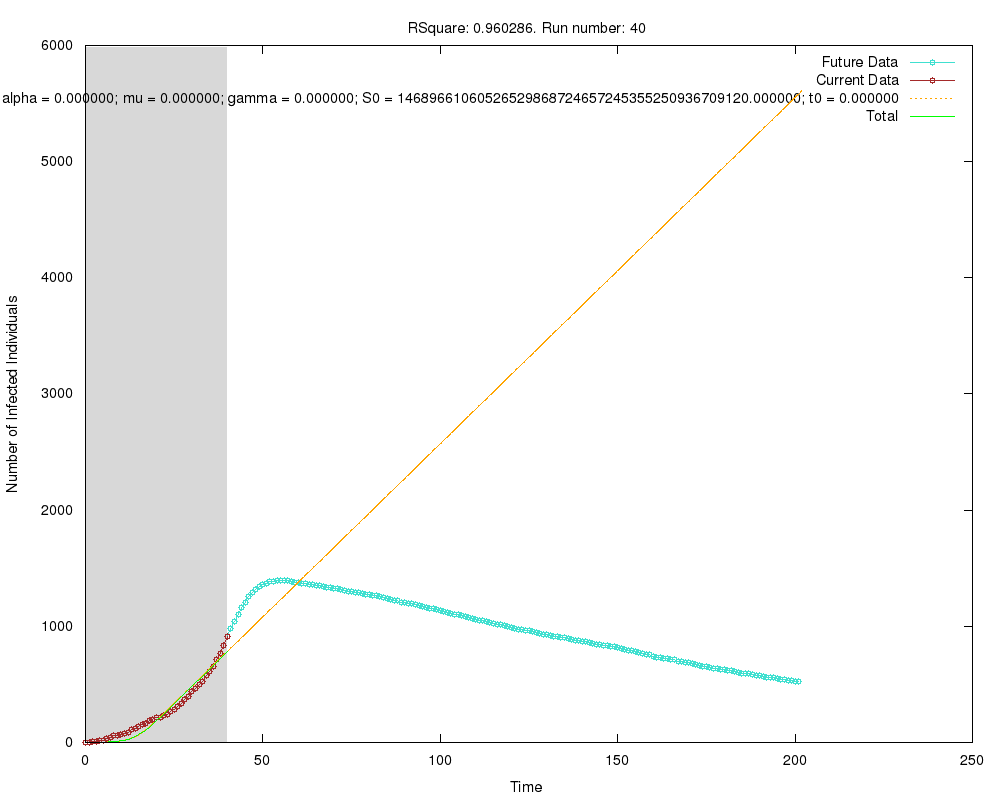 RSquare: 0.960286. Run number: 40
6000
Future Data
Current Data
alpha = 0.000000; mu = 0.000000; gamma = 0.000000; S0 = 14689661060526529868724657245355250936709120.000000; t0 = 0.000000
Total
5000
4000
3000
2000
1000
0
Number of Infected Individuals
0 50 100 150 200 250
Time